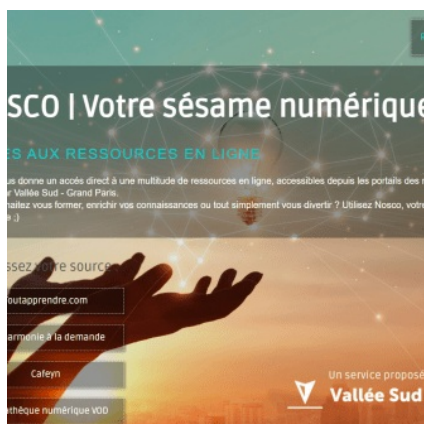 SCO | Votre sésame numérique
S AUX RESSOURCES EN LIGNE
us donne un accés direct à une multitude de ressources en ligne, accessibles depuis les portails des
r Vallée Sud - Grand Paris.
haitez vous former, enrichir vos connaissances ou tout simplement vous divertir ? Utilisez Nosco, votre
e ;)
ssez votre source
outapprendre.com
armonie à la demande
Cafeyn
athèque numérique VOD
Un service proposé
Vallée Sud